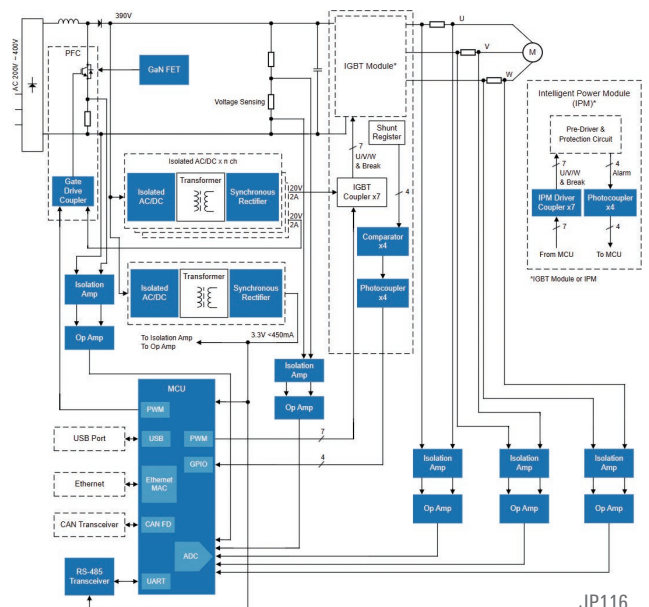 390V
AC 200V ~ 400V
PFC
GaN FET
Voltage Sensing
Gate
Drive
Coupler
Isolated AC/DC x n ch
Isolated
AC/DC
Transformer
Synchronous
Rectifier
20V
2A
20V
2A
Isolated
AC/DC
Transformer
Synchronous
Rectifier
3.3V <450mA
To Isolation Amp
To Op Amp
Isolation
Amp
Op Amp
IGBT Module*
Shunt
Register
7
U/V/W
& Break
IGBT
Coupler x7
4
Comparator
x4
Photocoupler
x4
U
V
W
M
Intelligent Power Module
(IPM)*
Pre-Driver &
Protection Circuit
7
U/V/W
& Break
4
Alarm
IPM Driver
Coupler x7
Photocoupler
x4
7
4
From MCU
To MCU
*IGBT Module or IPM
Isolation
Amp
Op Amp
MCU
PWM
USB
PWM
7
GPIO
4
Ethernet
MAC
CAN FD
ADC
UART
USB Port
Ethernet
CAN Transceiver
RS-485
Transceiver
Isolation
Amp
Op Amp
Isolation
Amp
Op Amp
Isolation
Amp
Op Amp
JP116